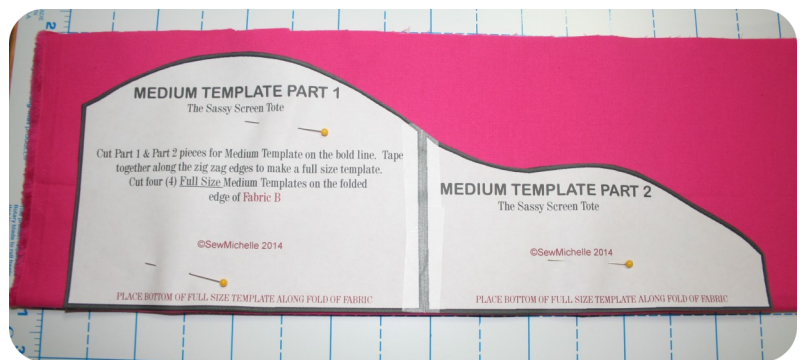 MEDIUM TEMPLATE PART 1
The Sassy Screen Tote
Cut Part 1 & Part 2 pieces for Medium Template on the bold line. Tape
together along the zig zag edges to make a full size template.
Cut four (4) Full Size Medium Templates on the folded
edge of Fabric B
©SewMichelle 2014
PLACE BOTTOM OF FULL SIZE TEMPLATE ALONG FOLD OF FABRIC
MEDIUM TEMPLATE PART 2
The Sassy Screen Tote
©SewMichelle 2014
PLACE BOTTOM OF FULL SIZE TEMPLATE ALONG FOLD OF FABRIC